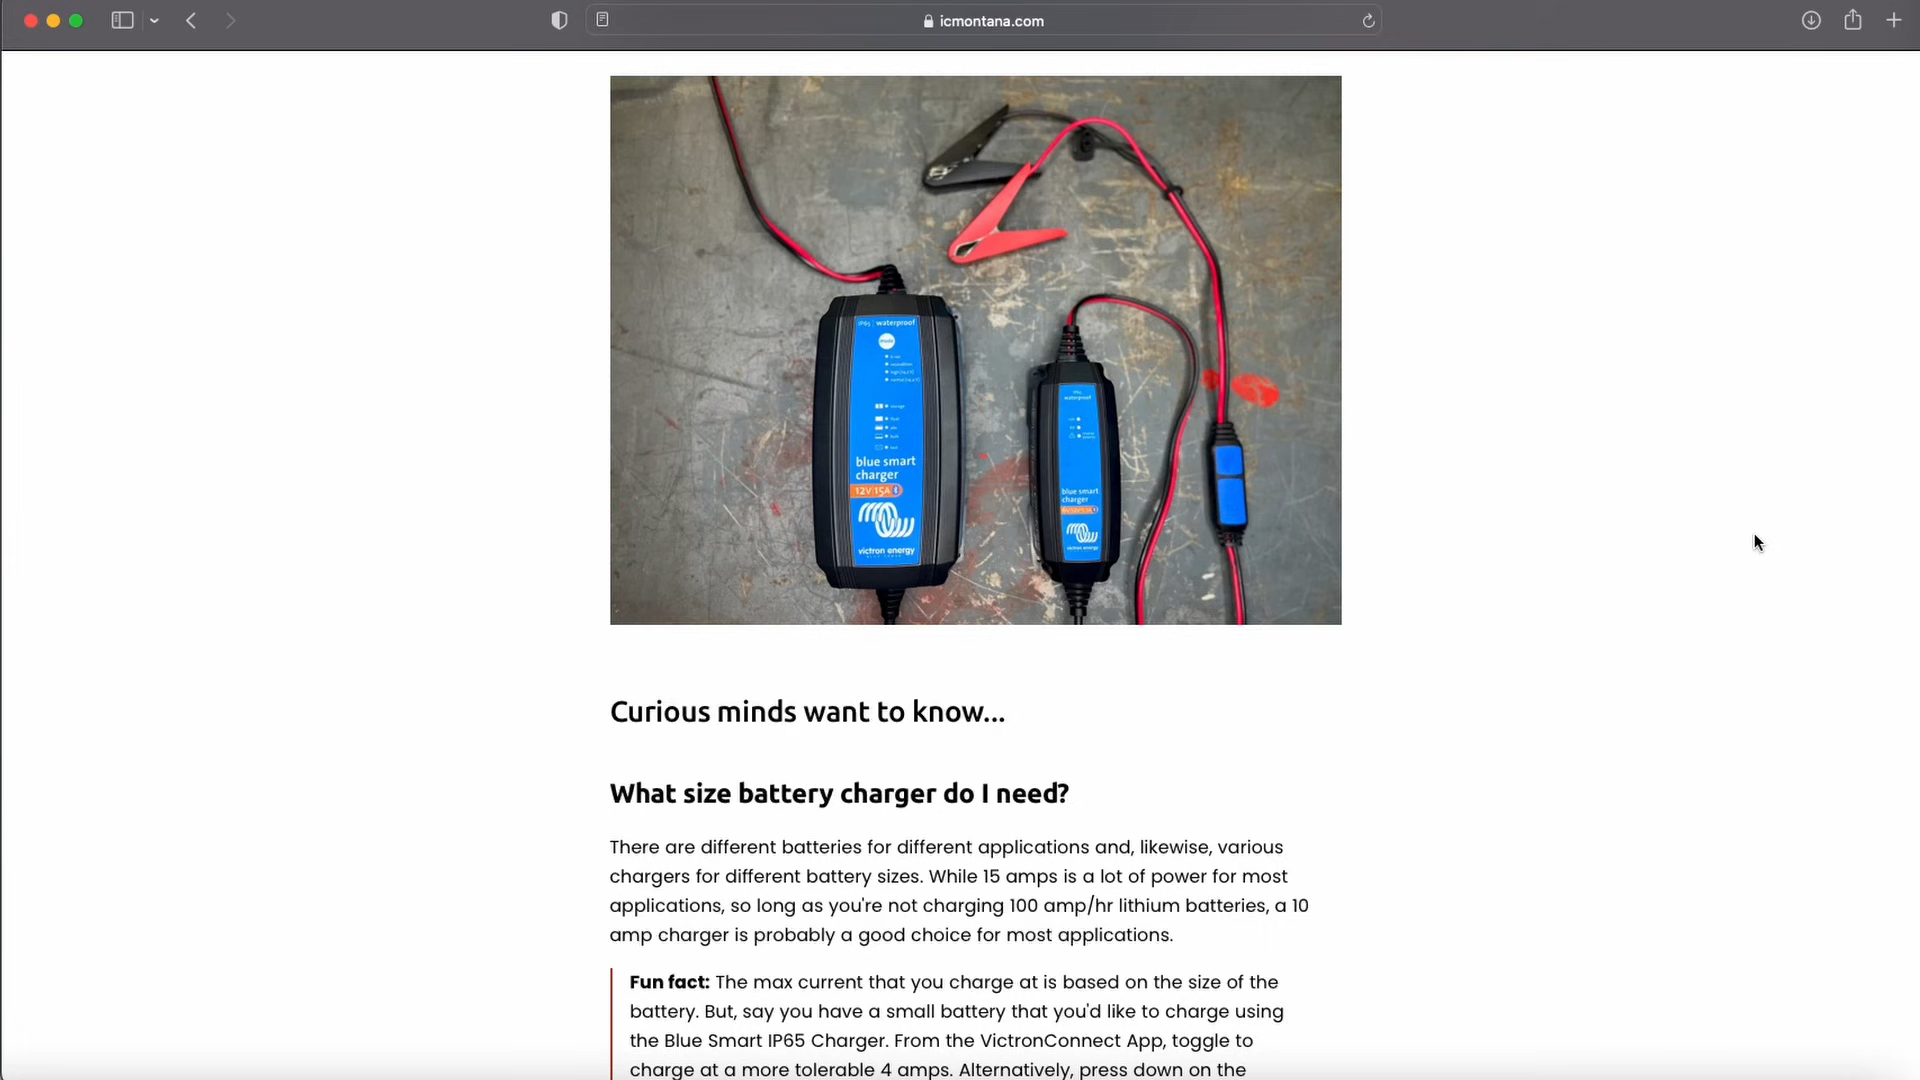 icmontana.com
IP65 waterproof
mode
blue smart
charger
12V|15A
victron energy
waterproof
blue smart
charger
victron energy
Curious minds want to know...
What size battery charger do I need?
There are different batteries for different applications and, likewise, various
chargers for different battery sizes. While 15 amps is a lot of power for most
applications, so long as you're not charging 100 amp/hr lithium batteries, a 10
amp charger is probably a good choice for most applications.
Fun fact: The max current that you charge at is based on the size of the
battery. But, say you have a small battery that you'd like to charge using
the Blue Smart IP65 Charger. From the VictronConnect App, toggle to
charge at a more tolerable 4 amps. Alternatively, press down on the